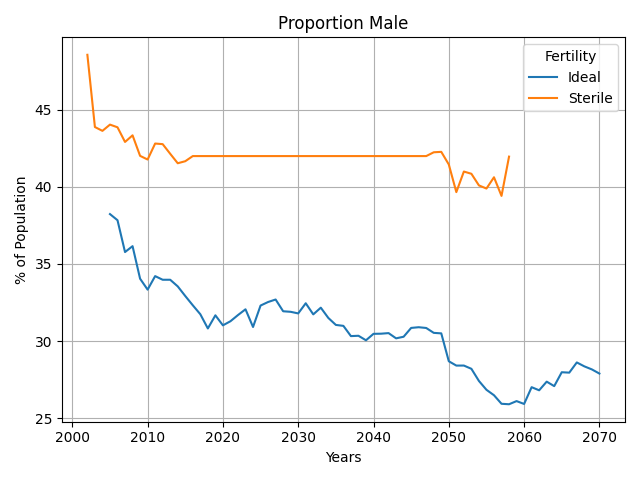 Proportion Male
Fertility
Ideal
Sterile
45
40
35
30
25
% of Population
2000 2010 2020 2030 2040 2050 2060 2070
Years